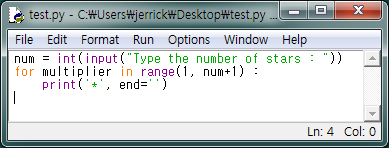 test.py - C:₩Users₩jerrick₩Desktop₩test.py ...
File Edit Format Run Options Window Help
num = int(input("Type the number of stars : "))
for multiplier in range(1, num+1) :
    print('*', end='')
Ln: 4 Col: 0